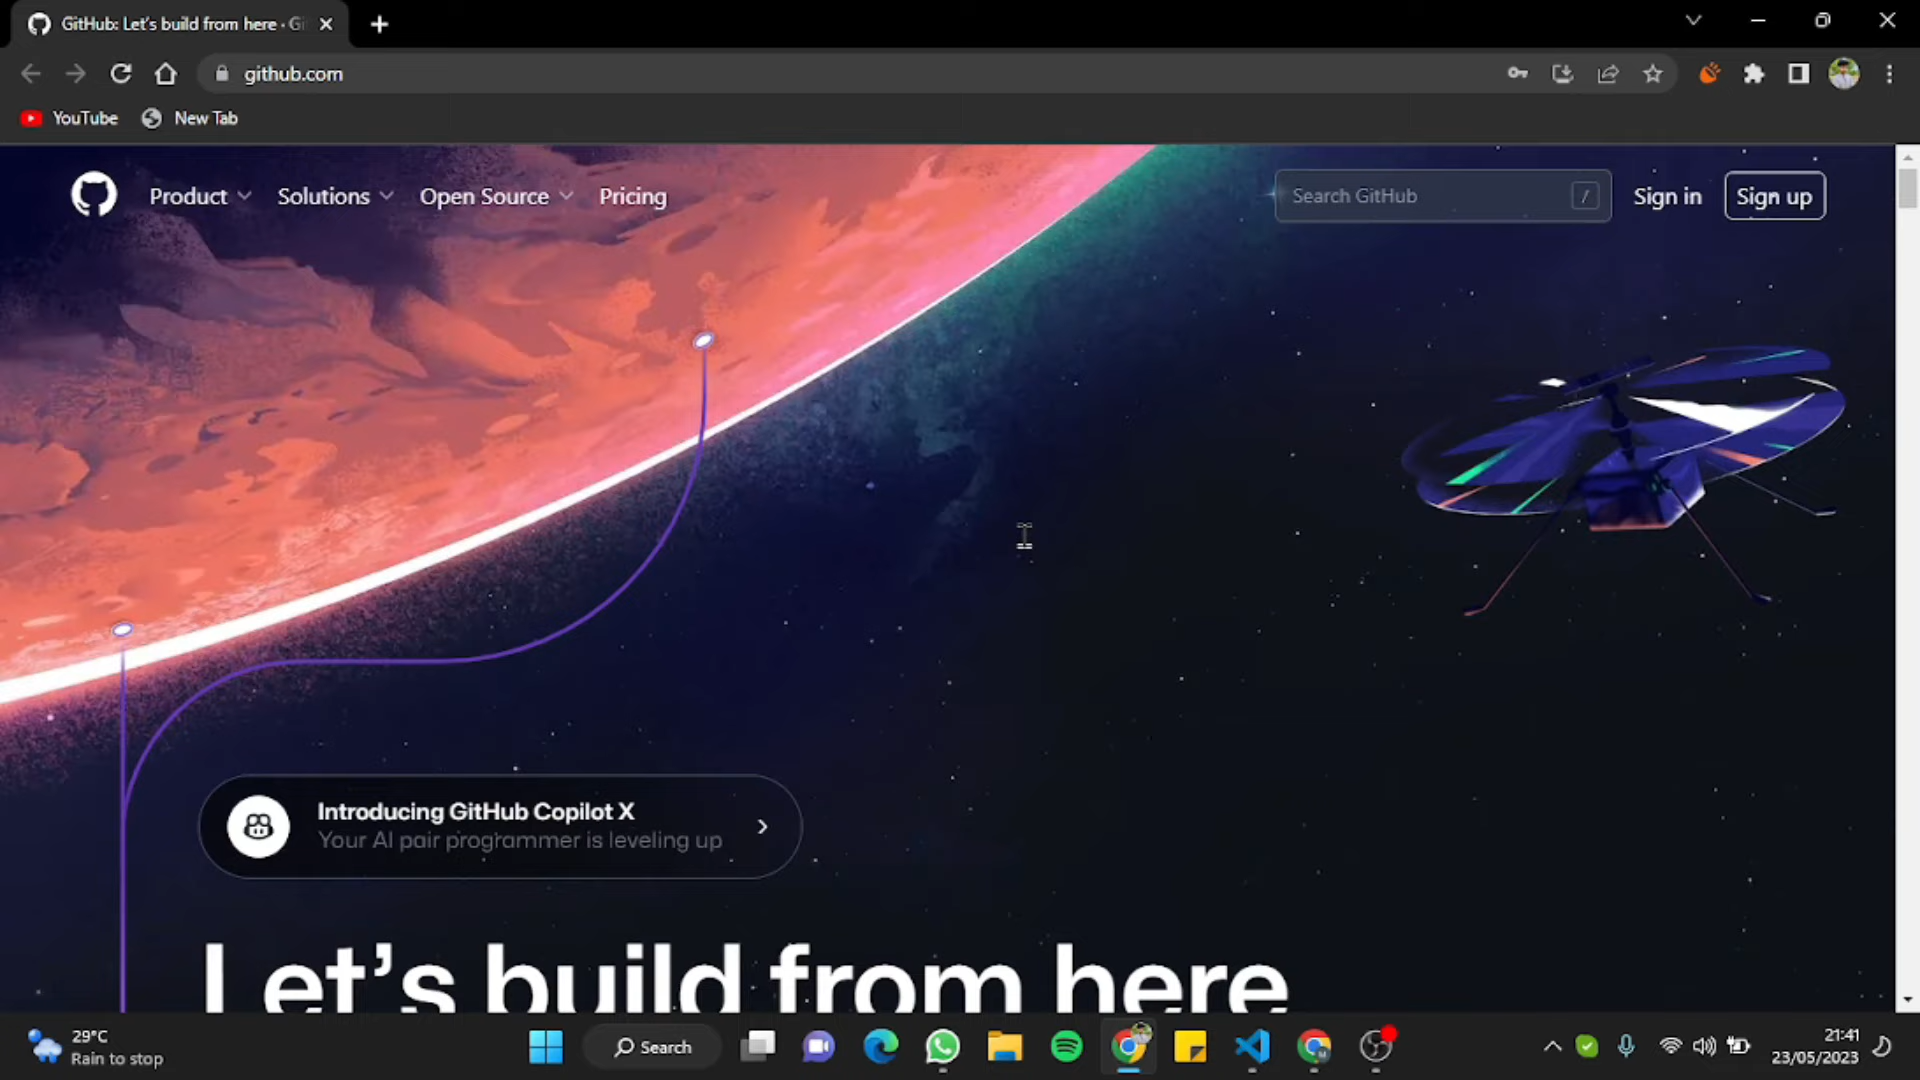 GitHub: Let's build from here · Gi
github.com
YouTube
New Tab
Product
Solutions
Open Source
Pricing
Search GitHub
/
Sign in
Sign up
Introducing GitHub Copilot X
Your AI pair programmer is leveling up
Let's build from here
29°C
Rain to stop
Search
21:41
23/05/2023